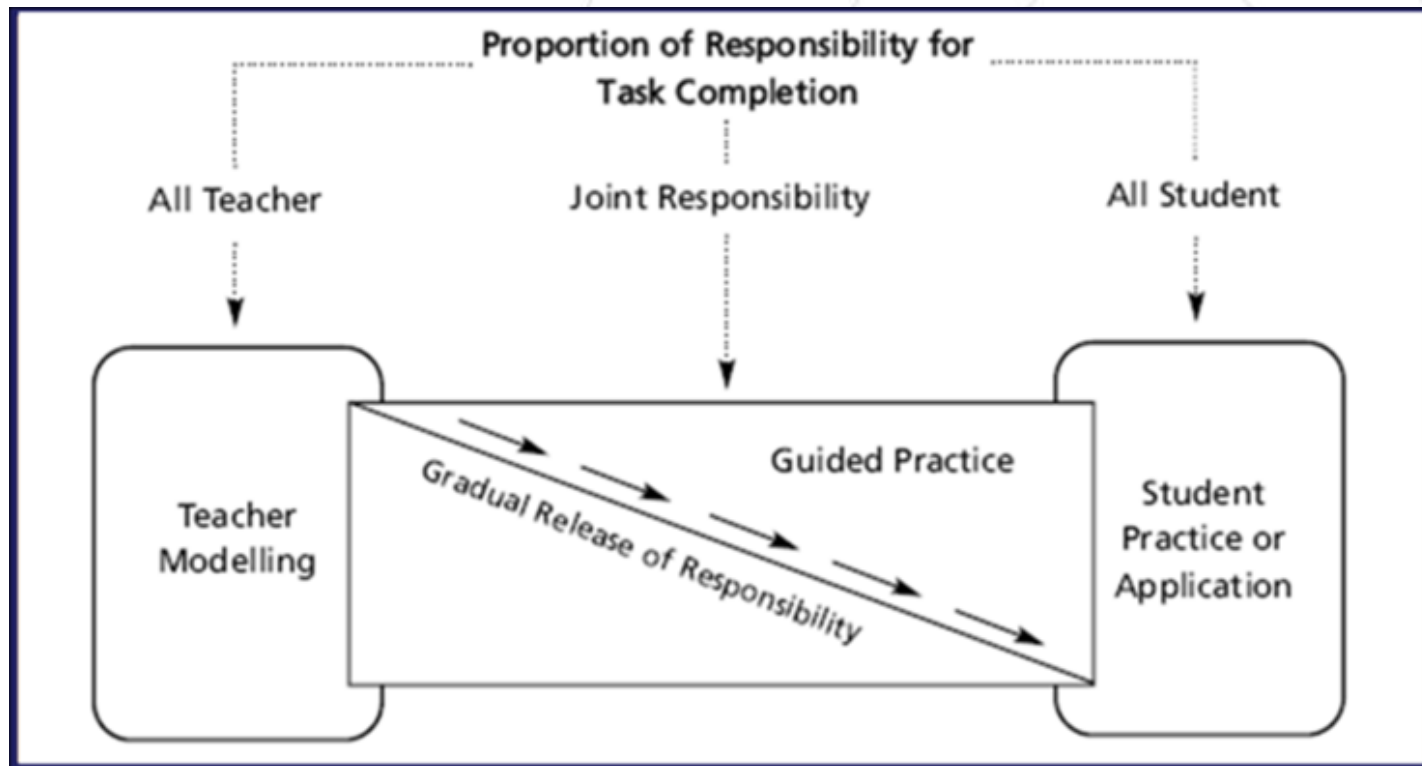 Proportion of Responsibility for
Task Completion
All Teacher
Joint Responsibility
All Student
Guided Practice
Gradual Release of Responsibility
Teacher
Modelling
Student
Practice or
Application